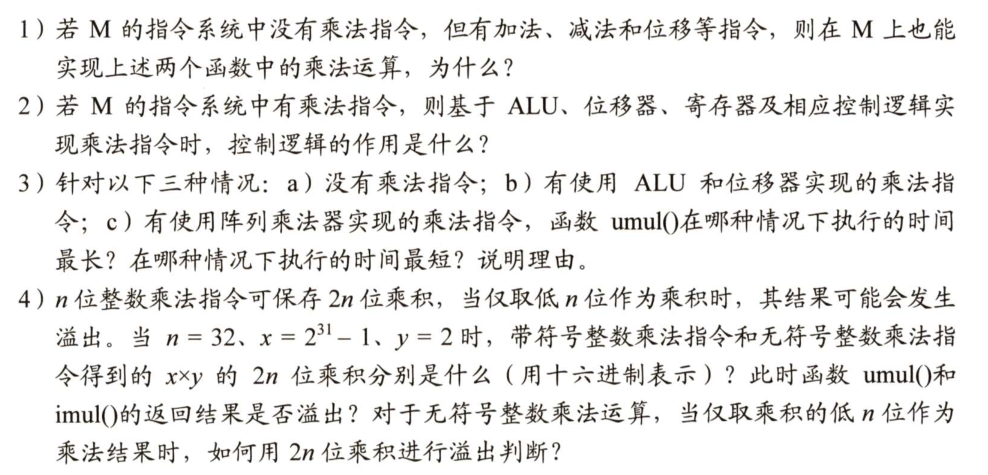 1）若 M 的指令系统中没有乘法指令，但有加法、减法和位移等指令，则在 M 上也能
实现上述两个函数中的乘法运算，为什么？
2）若 M 的指令系统中有乘法指令，则基于 ALU、位移器、寄存器及相应控制逻辑实
现乘法指令时，控制逻辑的作用是什么？
3）针对以下三种情况：a）没有乘法指令；b）有使用 ALU 和位移器实现的乘法指
令；c）有使用阵列乘法器实现的乘法指令，函数 umul()在哪种情况下执行的时间
最长？在哪种情况下执行的时间最短？说明理由。
4）n 位整数乘法指令可保存 2n 位乘积，当仅取低 n 位作为乘积时，其结果可能会发生
溢出。当 n = 32、x = 2³¹ – 1、y = 2 时，带符号整数乘法指令和无符号整数乘法指
令得到的 x×y 的 2n 位乘积分别是什么（用十六进制表示）？此时函数 umul()和
imul()的返回结果是否溢出？对于无符号整数乘法运算，当仅取乘积的低 n 位作为
乘法结果时，如何用 2n 位乘积进行溢出判断？